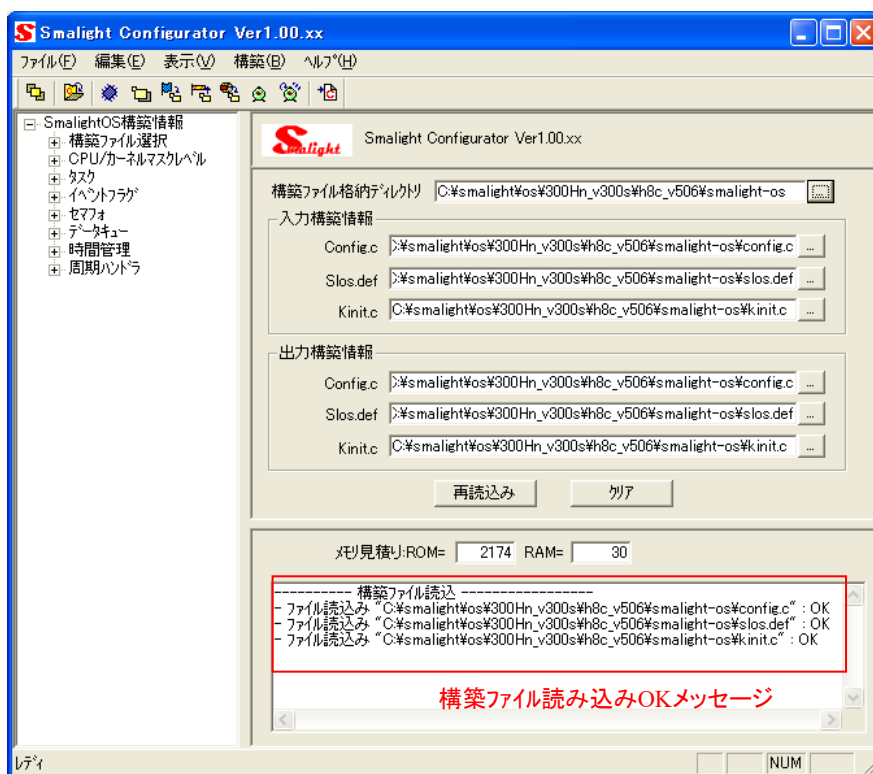 Smalight Configurator Ver1.00.xx
ﾌｧｲﾙ(F) 編集(E) 表示(V) 構築(B) ﾍﾙﾌﾟ(H)
SmalightOS構築情報
構築ファイル選択
CPU/カーネルマスクレベル
タスク
イベントフラグ
セマフォ
データキュー
時間管理
周期ハンドラ
Smalight
Smalight Configurator Ver1.00.xx
構築ファイル格納ディレクトリ C:¥smalight¥os¥300Hn_v300s¥h8c_v506¥smalight-os ...
入力構築情報
Config.c :¥smalight¥os¥300Hn_v300s¥h8c_v506¥smalight-os¥config.c ...
Slos.def :¥smalight¥os¥300Hn_v300s¥h8c_v506¥smalight-os¥slos.def ...
Kinit.c C:¥smalight¥os¥300Hn_v300s¥h8c_v506¥smalight-os¥kinit.c ...
出力構築情報
Config.c :¥smalight¥os¥300Hn_v300s¥h8c_v506¥smalight-os¥config.c ...
Slos.def :¥smalight¥os¥300Hn_v300s¥h8c_v506¥smalight-os¥slos.def ...
Kinit.c C:¥smalight¥os¥300Hn_v300s¥h8c_v506¥smalight-os¥kinit.c ...
再読込み クリア
メモリ見積り:ROM= 2174 RAM= 30
---------- 構築ファイル読込 ------------------
- ファイル読込み "C:¥smalight¥os¥300Hn_v300s¥h8c_v506¥smalight-os¥config.c" : OK
- ファイル読込み "C:¥smalight¥os¥300Hn_v300s¥h8c_v506¥smalight-os¥slos.def" : OK
- ファイル読込み "C:¥smalight¥os¥300Hn_v300s¥h8c_v506¥smalight-os¥kinit.c" : OK
構築ファイル読み込みOKメッセージ
レディ NUM